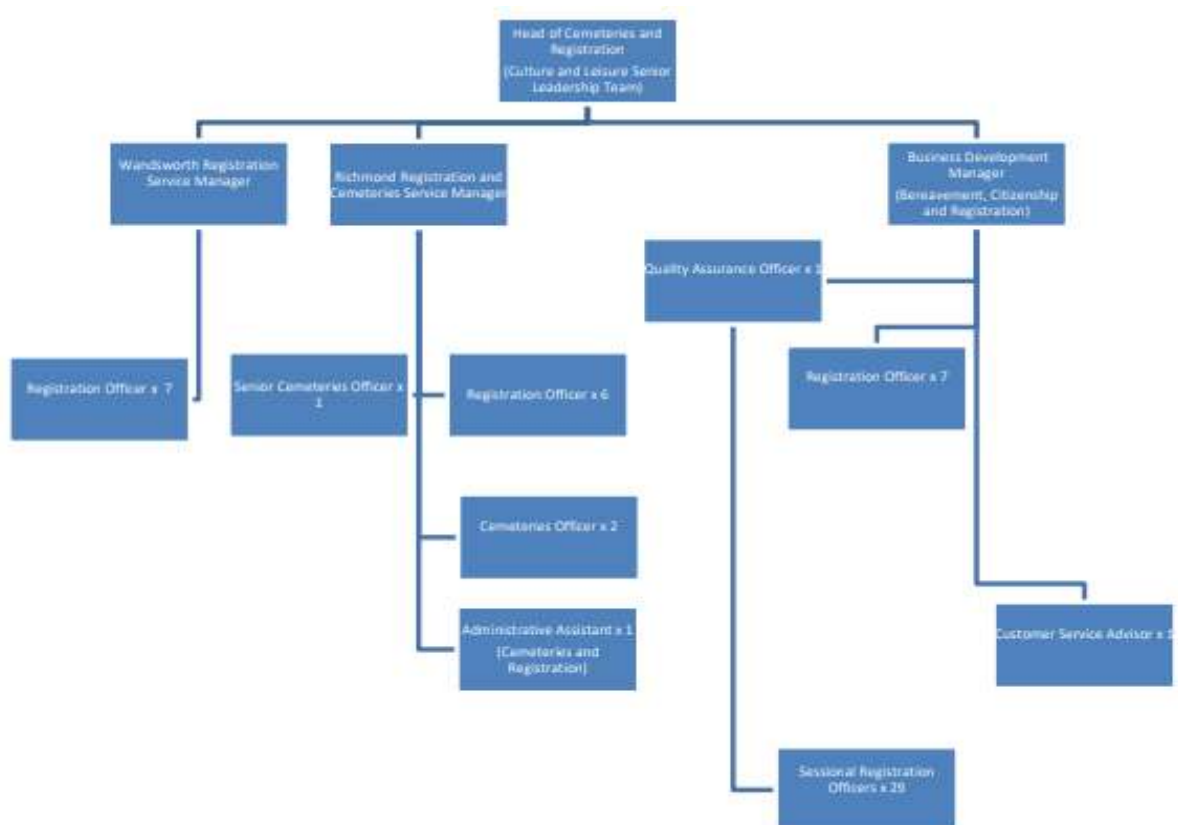 Head of Cemeteries and
Registration
(Culture and Leisure Senior
Leadership Team)
Wandsworth Registration
Service Manager
Richmond Registration and
Cemeteries Service Manager
Business Development
Manager
(Bereavement, Citizenship
and Registration)
Quality Assurance Officer x 1
Registration Officer x 7
Senior Cemeteries Officer x
1
Registration Officer x 6
Registration Officer x 7
Cemeteries Officer x 2
Administrative Assistant x 1
(Cemeteries and
Registration)
Customer Service Advisor x 1
Sessional Registration
Officers x 29